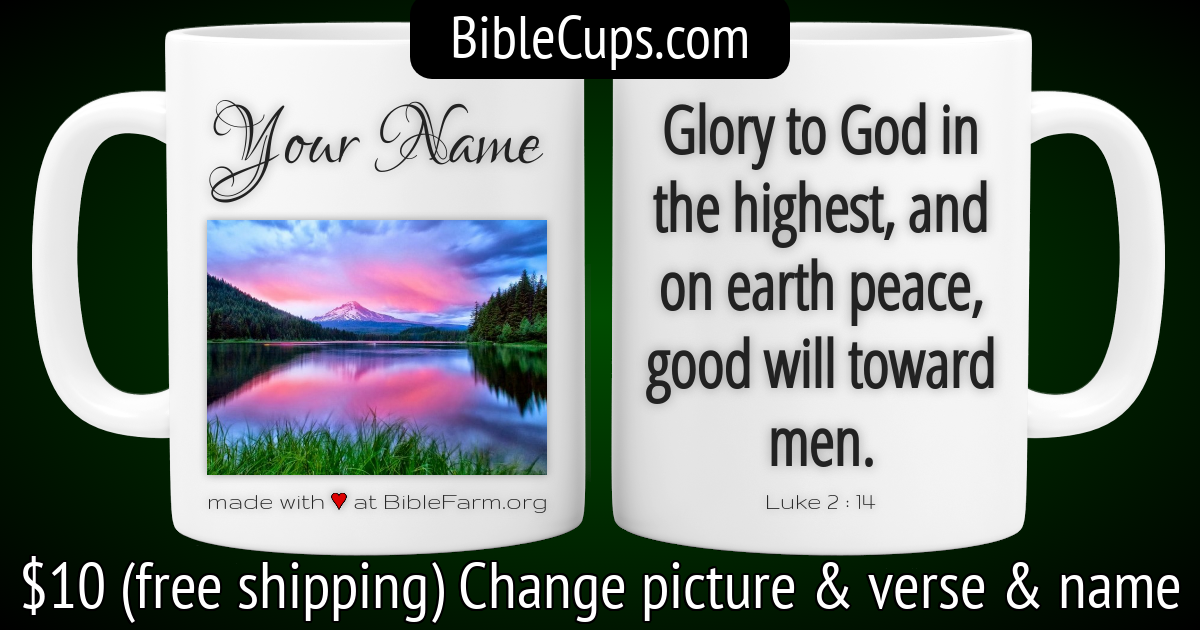 BibleCups.com
Your Name
made with ♥ at BibleFarm.org
Glory to God in
the highest, and
on earth peace,
good will toward
men.
Luke 2 : 14
$10 (free shipping) Change picture & verse & name